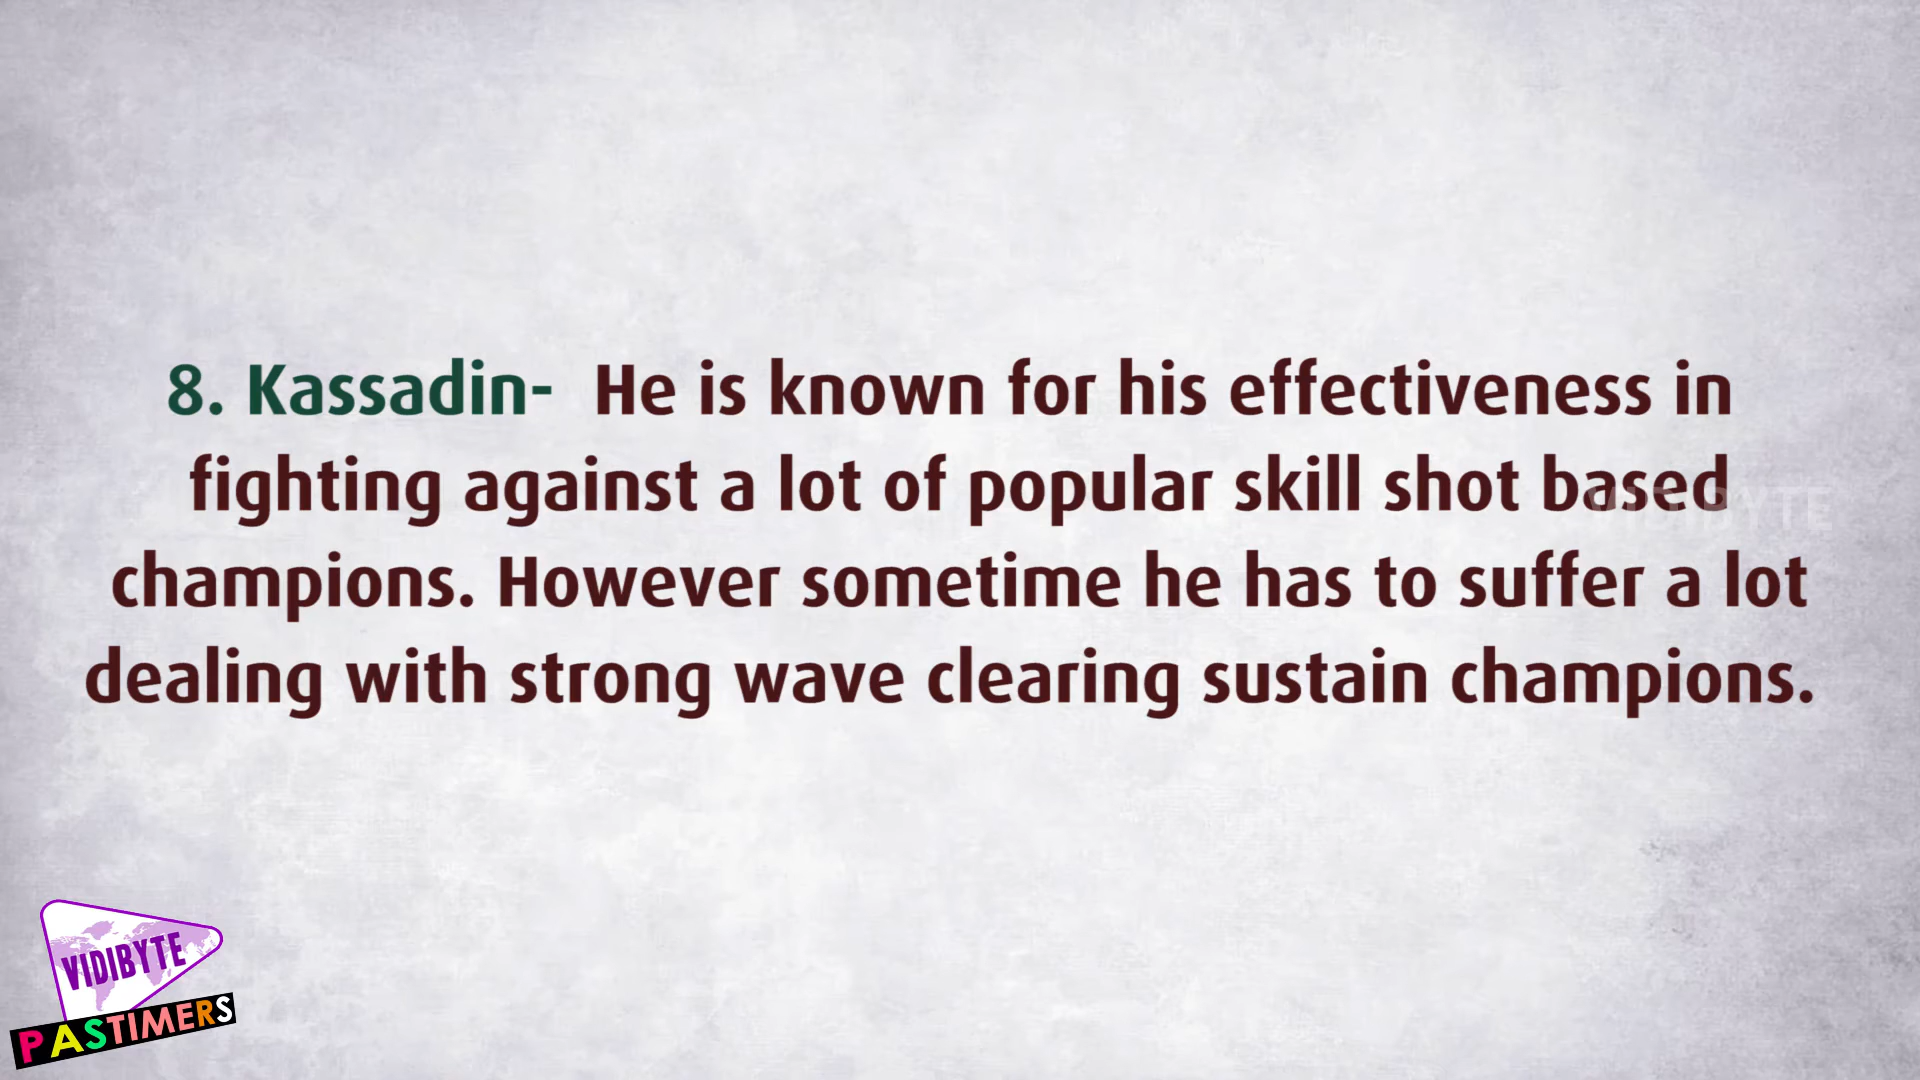 8. Kassadin-  He is known for his effectiveness in
fighting against a lot of popular skill shot based
champions. However sometime he has to suffer a lot
dealing with strong wave clearing sustain champions.
VIDIBYTE
VIDIBYTE
PASTIMERS